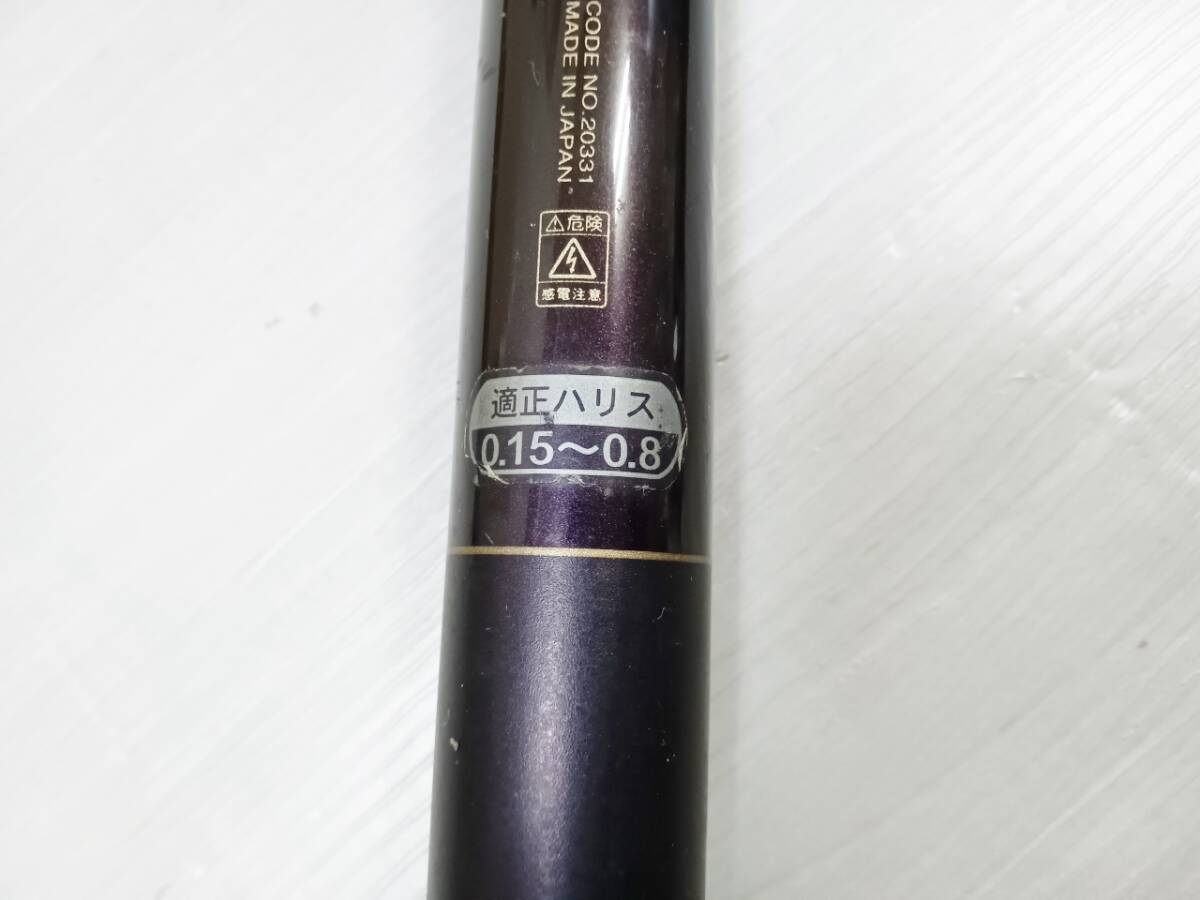 CODE NO.20331
MADE IN JAPAN
⚠危険
感電注意
適正ハリス
0.15～0.8